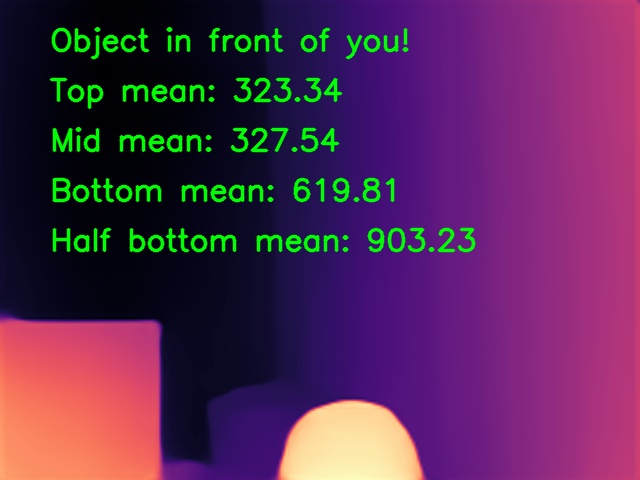 Object in front of you!
Top mean: 323.34
Mid mean: 327.54
Bottom mean: 619.81
Half bottom mean: 903.23